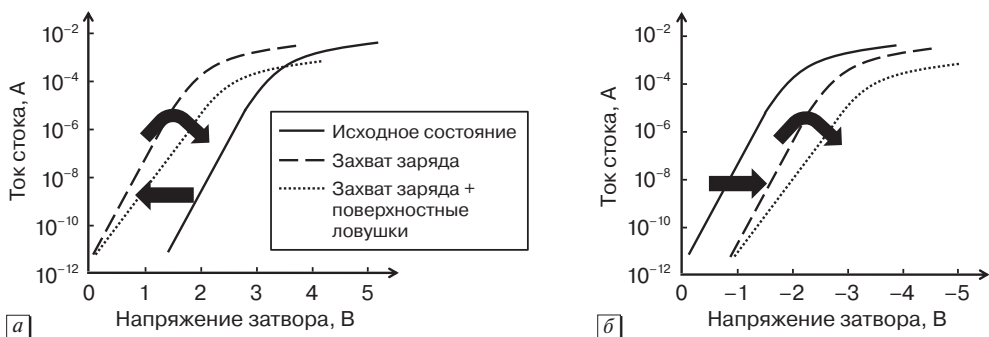 10⁻²
10⁻⁴
10⁻⁶
10⁻⁸
10⁻¹⁰
10⁻¹²
Ток стока, А
0 1 2 3 4 5
Напряжение затвора, В
а
Исходное состояние
Захват заряда
Захват заряда +
поверхностные
ловушки
10⁻²
10⁻⁴
10⁻⁶
10⁻⁸
10⁻¹⁰
10⁻¹²
Ток стока, А
0 −1 −2 −3 −4 −5
Напряжение затвора, В
б